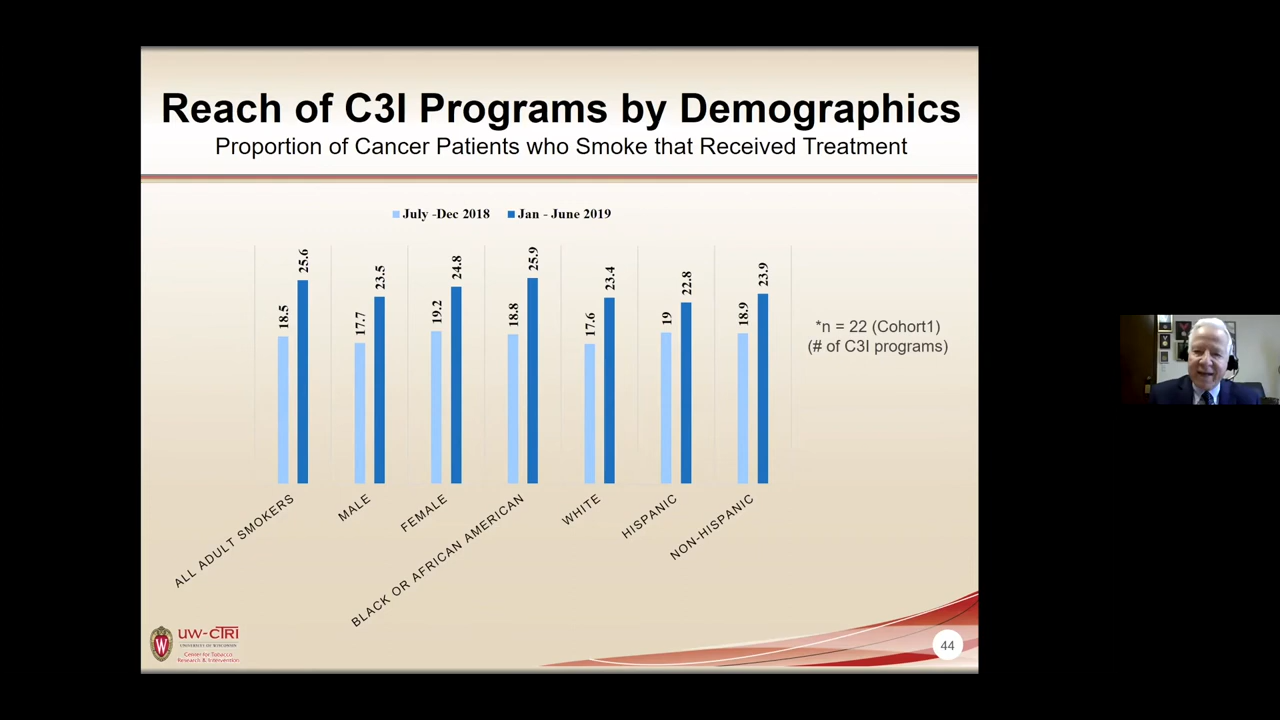 Reach of C3I Programs by Demographics
Proportion of Cancer Patients who Smoke that Received Treatment
July -Dec 2018
Jan - June 2019
18.5
25.6
17.7
23.5
19.2
24.8
18.8
25.9
17.6
23.4
19
22.8
18.9
23.9
*n = 22 (Cohort1)
(# of C3I programs)
ALL ADULT SMOKERS
MALE
FEMALE
BLACK OR AFRICAN AMERICAN
WHITE
HISPANIC
NON-HISPANIC
W
UW-CTRI
UNIVERSITY OF WISCONSIN
Center for Tobacco
Research & Intervention
44